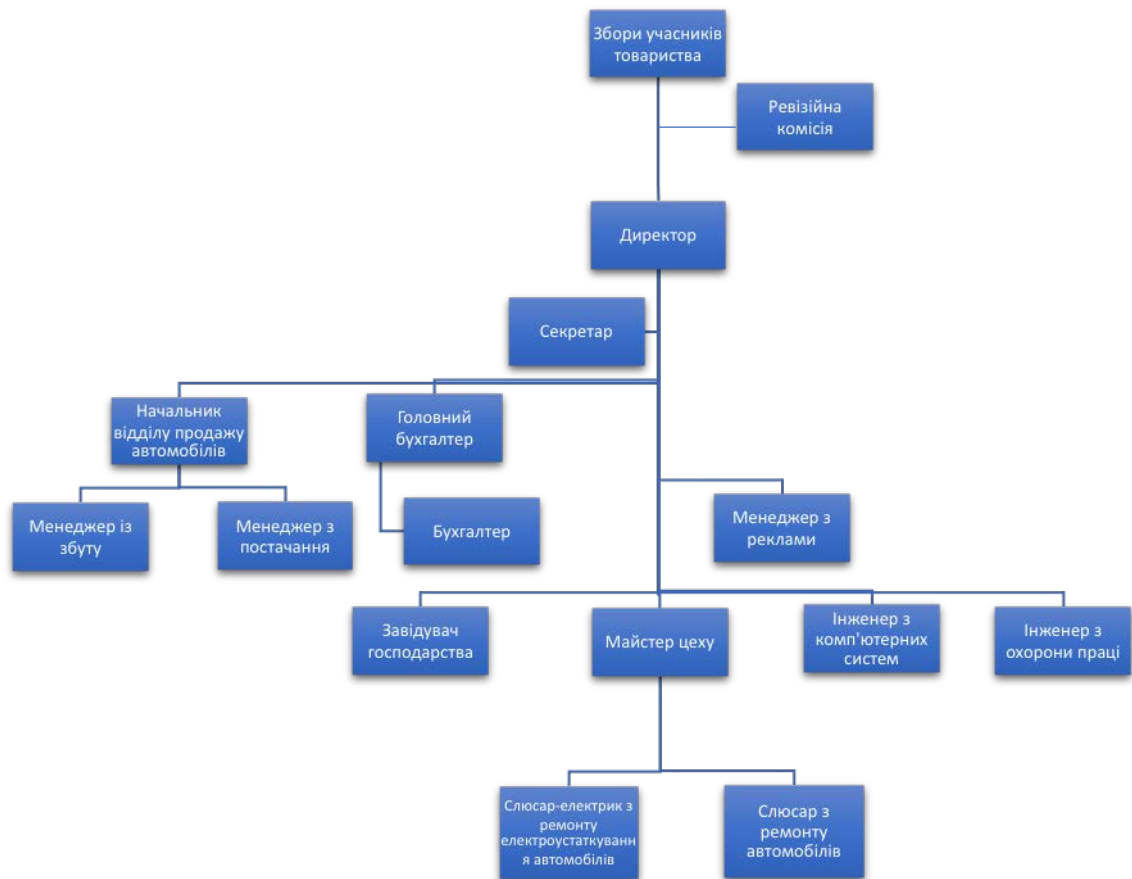 Збори учасників
товариства
Ревізійна
комісія
Директор
Секретар
Начальник
відділу продажу
автомобілів
Головний
бухгалтер
Менеджер із
збуту
Менеджер з
постачання
Бухгалтер
Менеджер з
реклами
Завідувач
господарства
Майстер цеху
Інженер з
комп'ютерних
систем
Інженер з
охорони праці
Слюсар-електрик з
ремонту
електроустаткуванн
я автомобілів
Слюсар з
ремонту
автомобілів